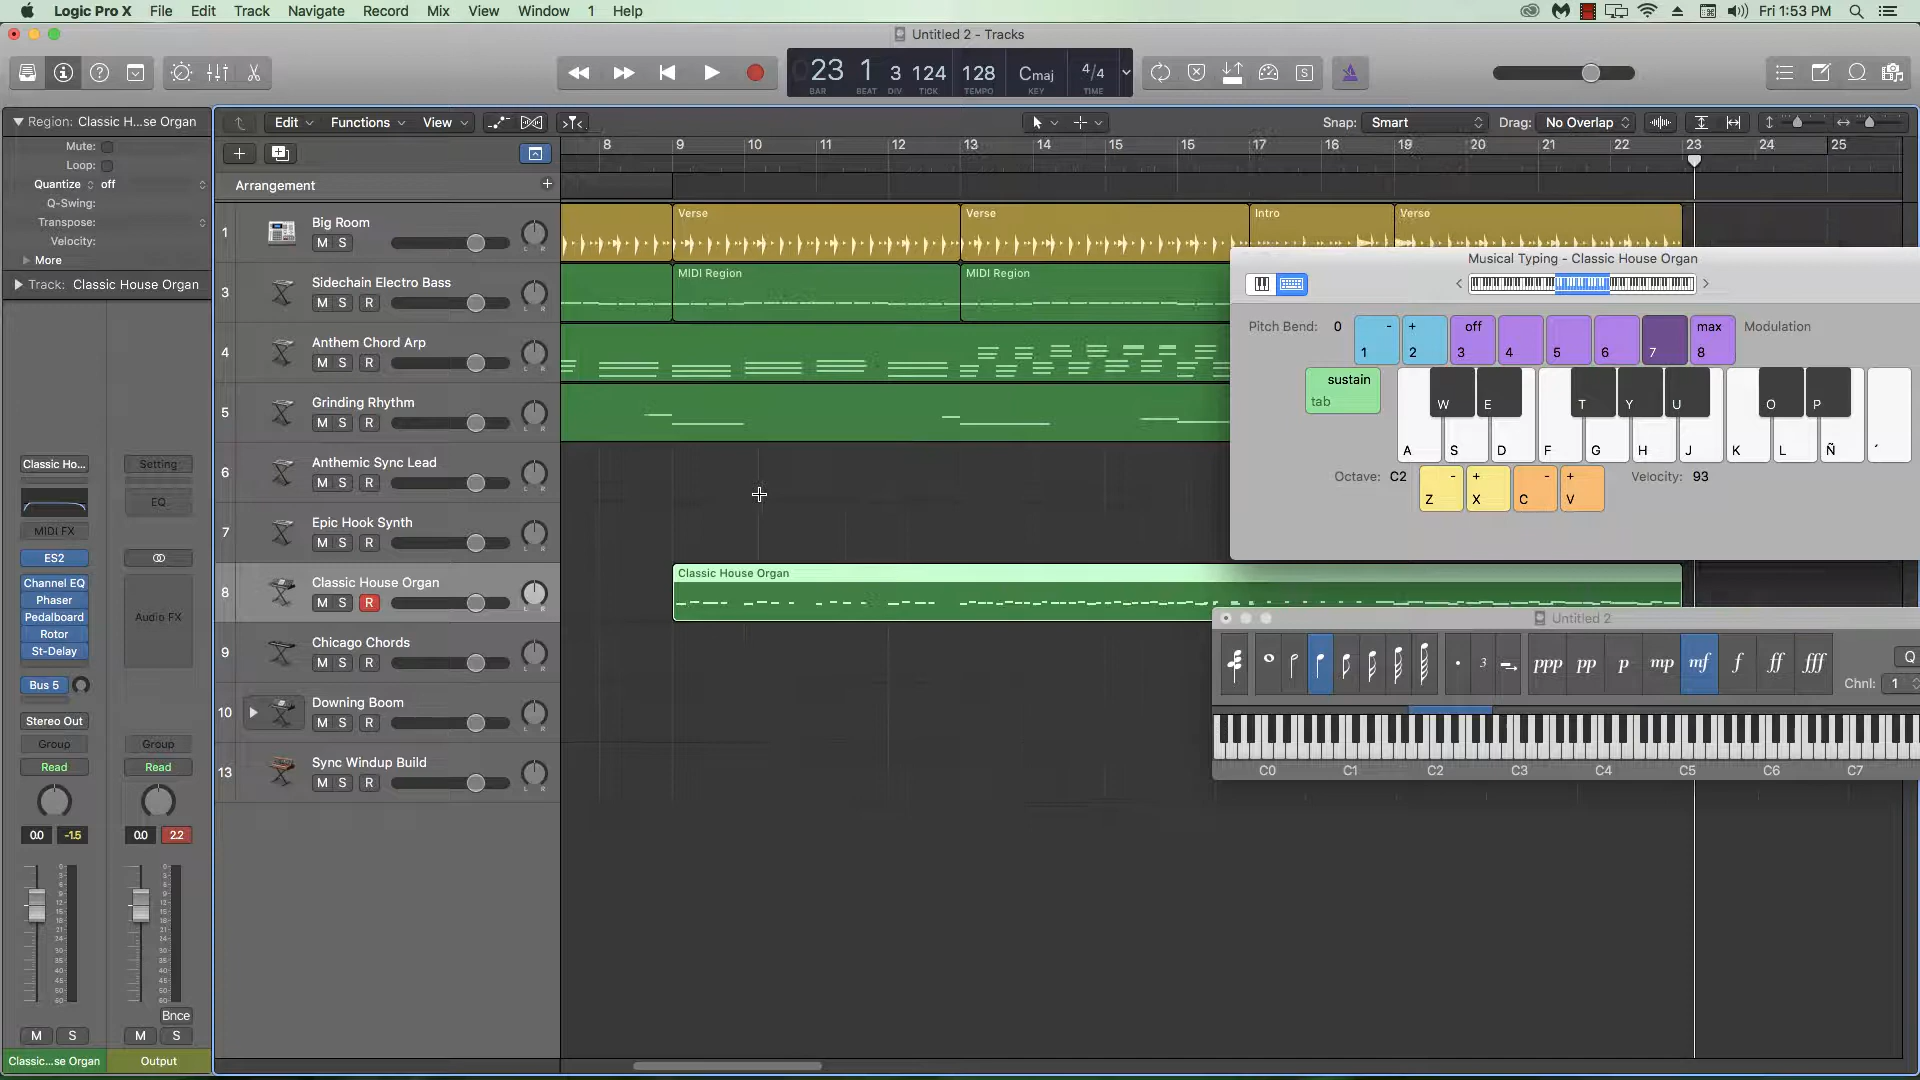 Logic Pro X File Edit Track Navigate Record Mix View Window 1 Help
Fri 1:53 PM
Untitled 2 - Tracks
23 1 3 124 128 Cmaj 4/4
BAR BEAT DIV TICK TEMPO KEY TIME
Region: Classic H...se Organ
Edit Functions View
Snap: Smart Drag: No Overlap
Mute:
Loop:
Quantize off
Q-Swing:
Transpose:
Velocity:
More
Track: Classic House Organ
8 9 10 11 12 13 14 15 15 17 18 19 20 21 22 23 24 25
Arrangement
1 Big Room
M S
Verse Verse Intro Verse
3 Sidechain Electro Bass
M S R
MIDI Region MIDI Region
4 Anthem Chord Arp
M S R
5 Grinding Rhythm
M S R
6 Anthemic Sync Lead
M S R
7 Epic Hook Synth
M S R
8 Classic House Organ
M S R
Classic House Organ
9 Chicago Chords
M S R
10 Downing Boom
M S R
13 Sync Windup Build
M S R
Musical Typing - Classic House Organ
Pitch Bend: 0 - + off max Modulation
1 2 3 4 5 6 7 8
sustain
tab
W E T Y U O P
A S D F G H J K L Ñ ´
Octave: C2 - + - + Velocity: 93
Z X C V
Untitled 2
3 ppp pp p mp mf f ff fff Q
Chnl: 1
C0 C1 C2 C3 C4 C5 C6 C7
Classic Ho... Setting
EQ
MIDI FX
ES2
Channel EQ
Phaser
Pedalboard
Rotor
St-Delay
Audio FX
Bus 5
Stereo Out
Group Group
Read Read
0.0 -1.5 0.0 2.2
Bnce
M S M S
Classic...se Organ Output